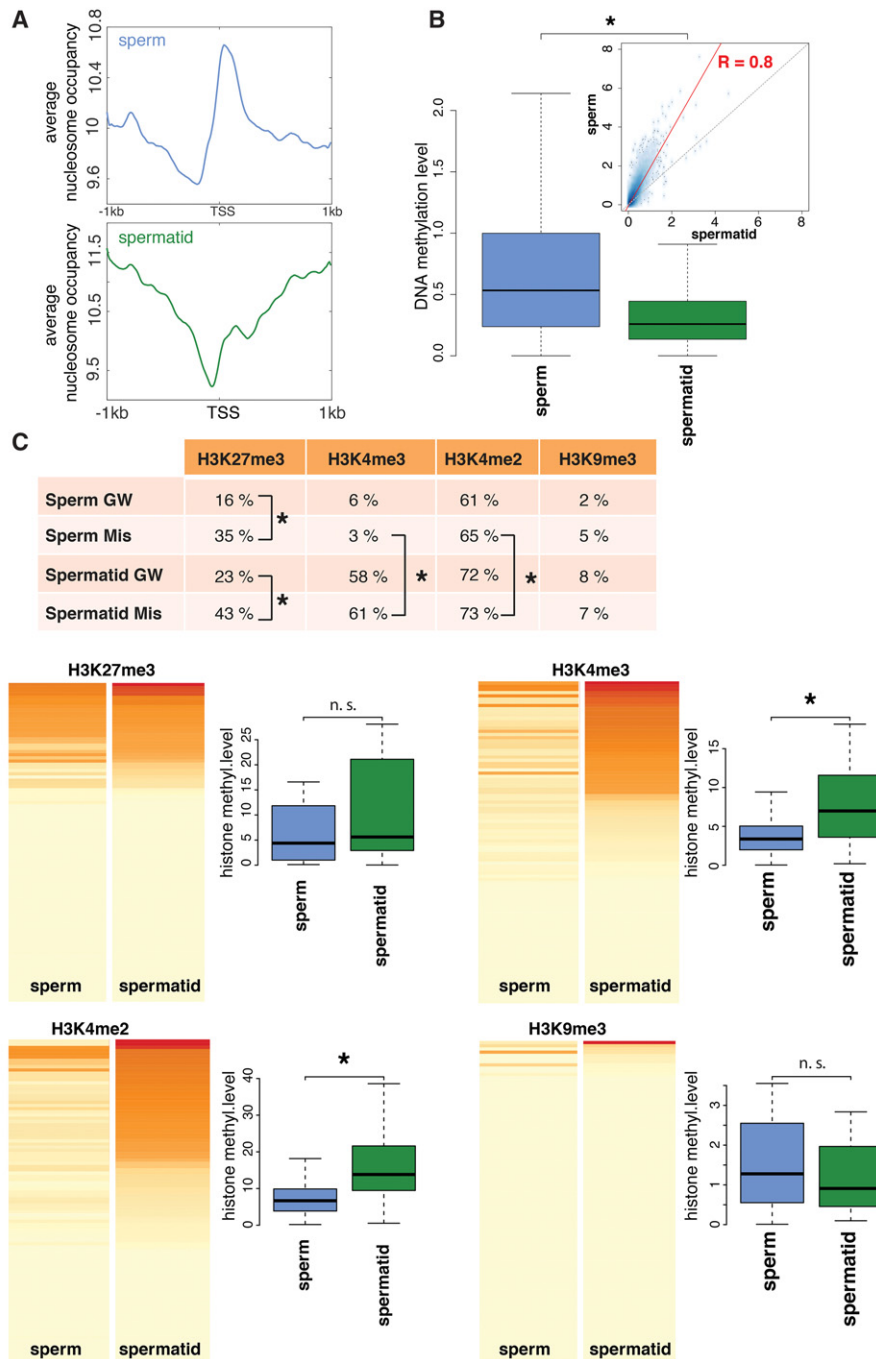 A
sperm
average
nucleosome occupancy
10.8
10.4
10
9.6
-1kb TSS 1kb
spermatid
average
nucleosome occupancy
11.5
10.5
9.5
-1kb TSS 1kb
B
*
DNA methylation level
2.0
1.5
1.0
0.5
0.0
sperm spermatid
R = 0.8
sperm
8
6
4
2
0
0 2 4 6 8
spermatid
C
H3K27me3 H3K4me3 H3K4me2 H3K9me3
Sperm GW 16 % 6 % 61 % 2 %
*
Sperm Mis 35 % 3 % 65 % 5 %
Spermatid GW 23 % 58 % * 72 % * 8 %
*
Spermatid Mis 43 % 61 % 73 % 7 %
H3K27me3
sperm spermatid
n. s.
histone methyl.level
25
20
15
10
5
0
sperm spermatid
H3K4me3
sperm spermatid
*
histone methyl.level
15
10
5
0
sperm spermatid
H3K4me2
sperm spermatid
*
histone methyl.level
40
30
20
10
0
sperm spermatid
H3K9me3
sperm spermatid
n. s.
histone methyl.level
3
2
1
0
sperm spermatid